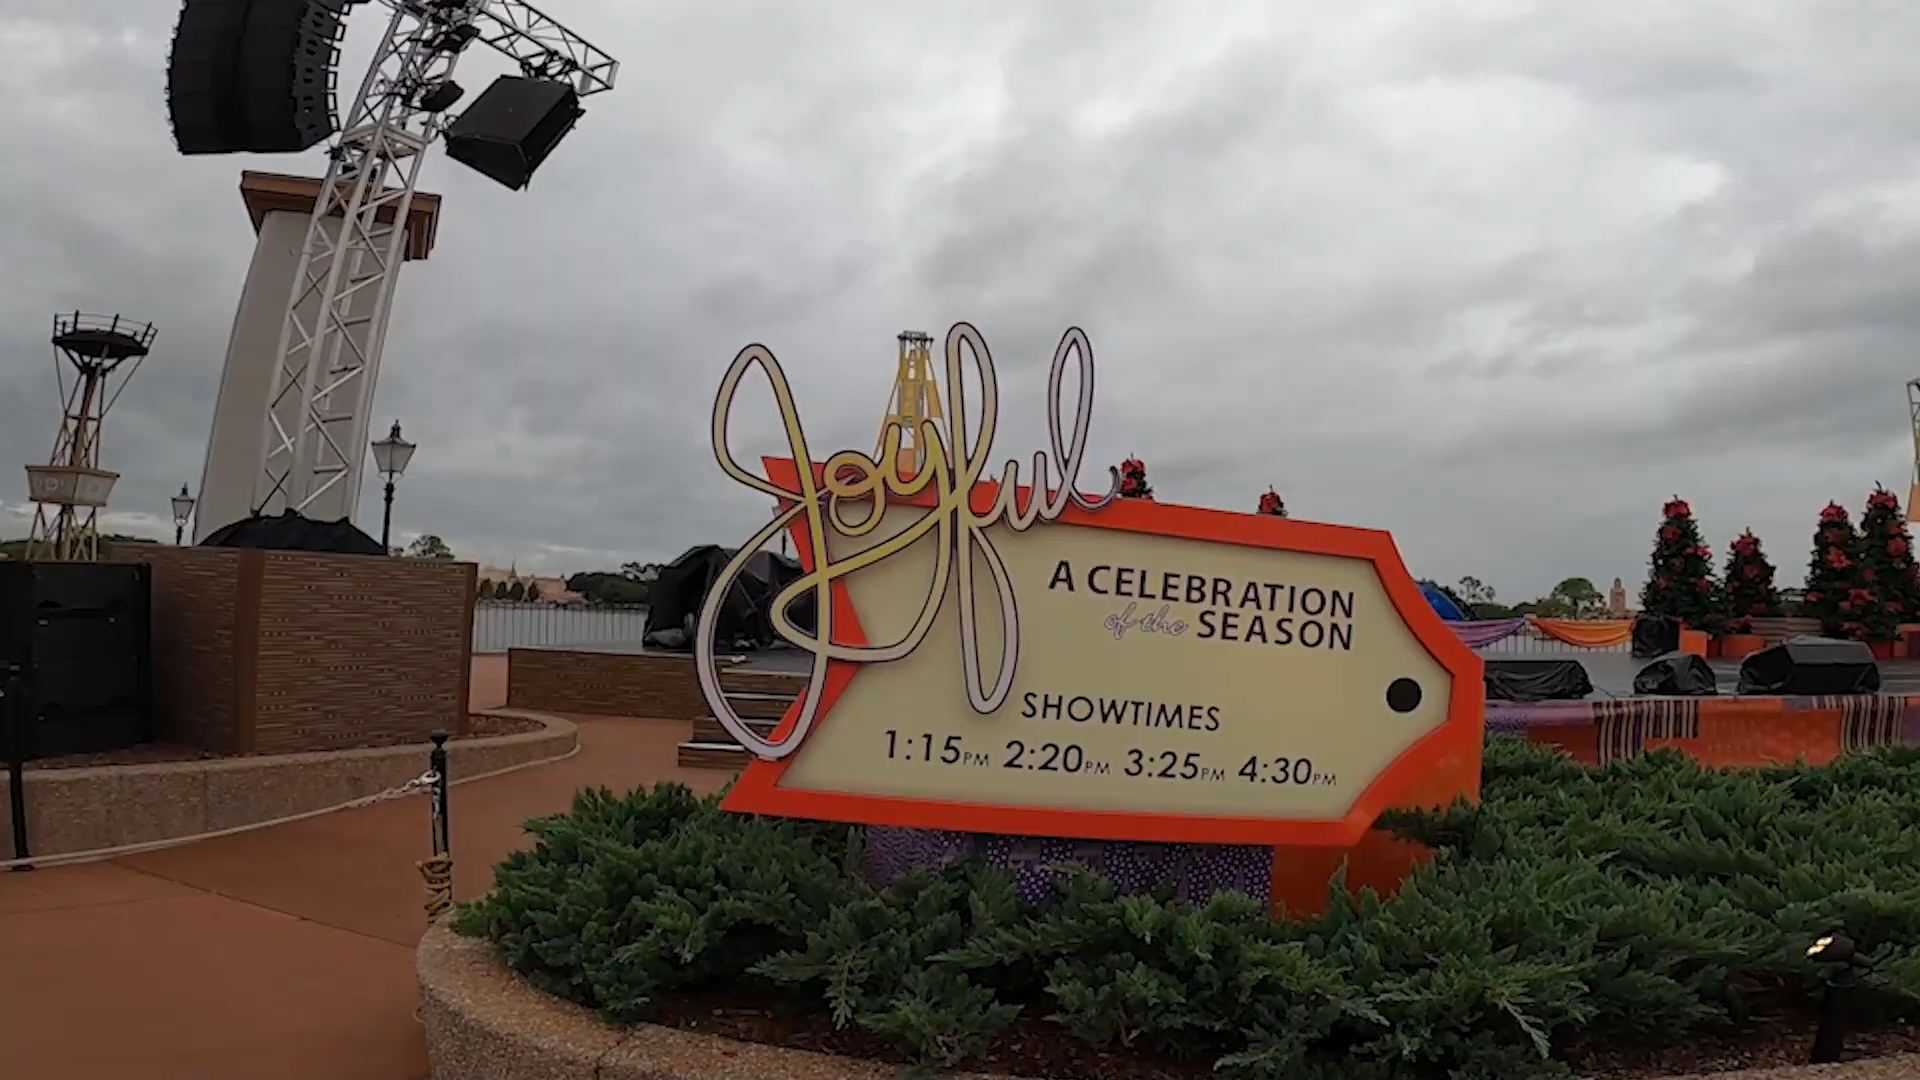 Joyful
A CELEBRATION
of the SEASON
SHOWTIMES
1:15PM 2:20PM 3:25PM 4:30PM